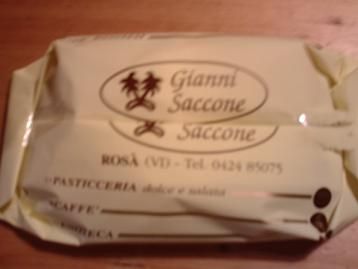 Gianni
Saccone
Saccone
ROSÀ (VI) - Tel. 0424 85075
PASTICCERIA dolce e salata
CAFFE'